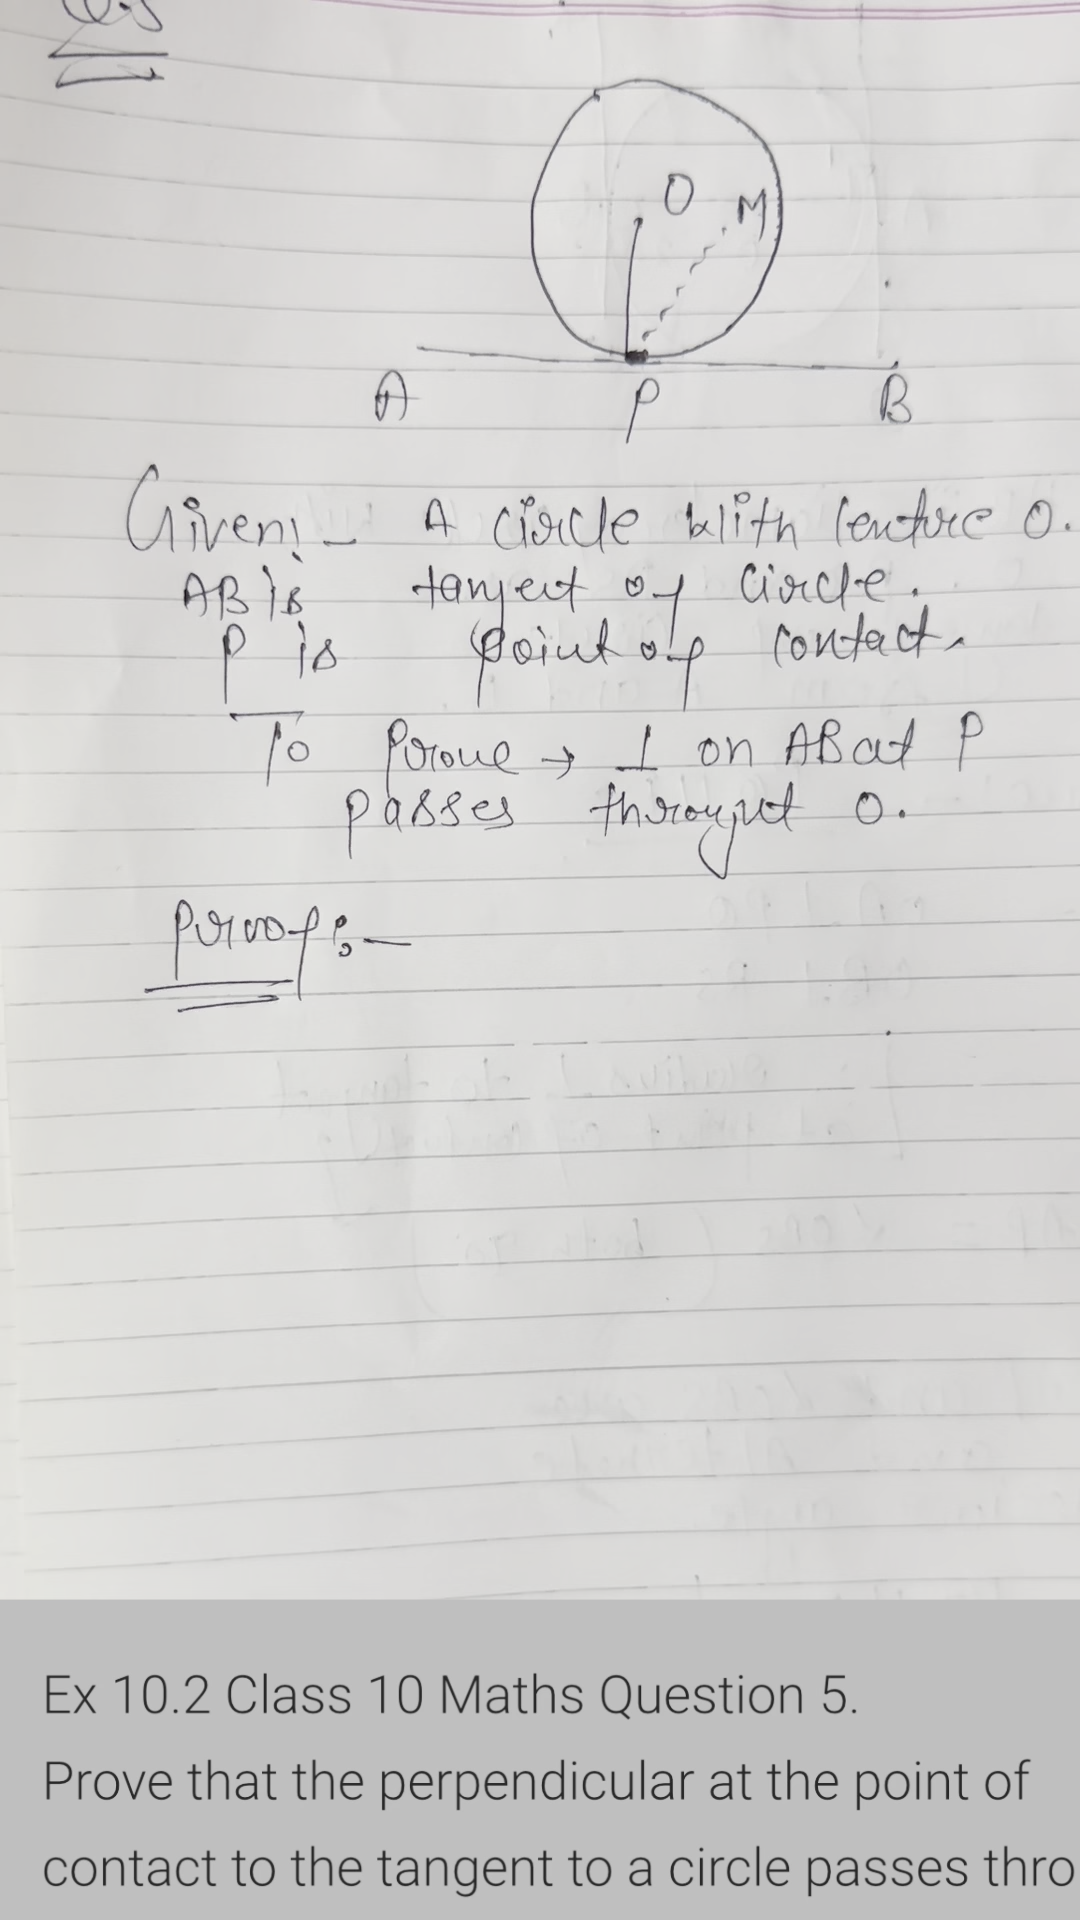 Q5
O
M
A
P
B
Given:- A circle with centre O.
AB is tangent of circle.
P is point of contact.
To Prove → ⊥ on AB at P
passes throught O.
Proof:-
Ex 10.2 Class 10 Maths Question 5.
Prove that the perpendicular at the point of
contact to the tangent to a circle passes thro